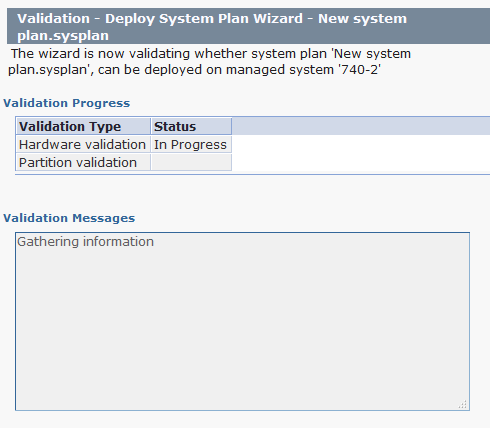 Validation - Deploy System Plan Wizard - New system
plan.sysplan
The wizard is now validating whether system plan 'New system
plan.sysplan', can be deployed on managed system '740-2'
Validation Progress
Validation Type Status
Hardware validation In Progress
Partition validation
Validation Messages
Gathering information